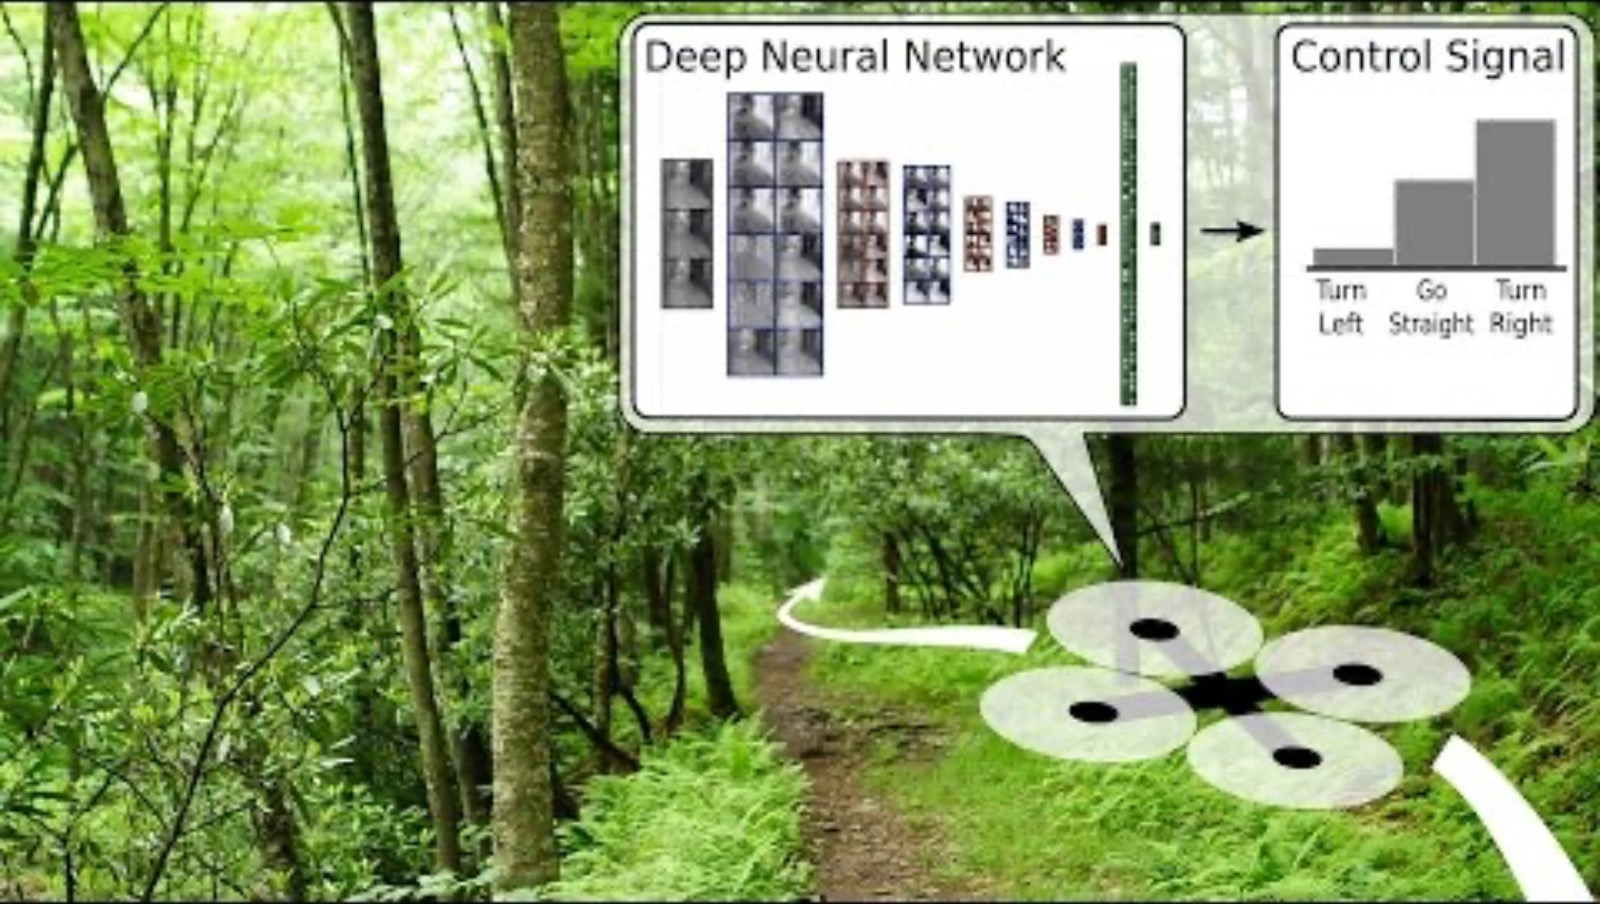 Deep Neural Network
Control Signal
Turn Left
Go Straight
Turn Right